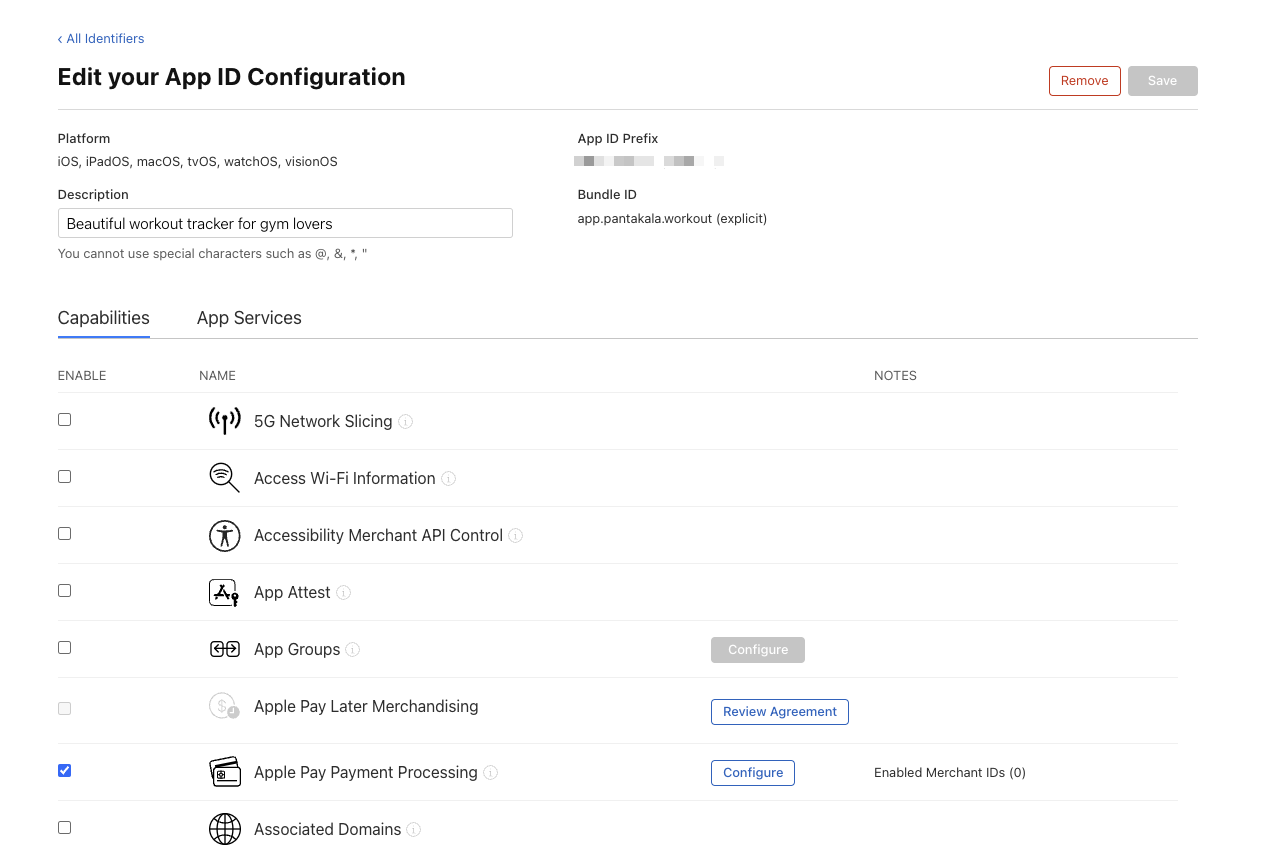 ‹ All Identifiers
Edit your App ID Configuration
Remove
Save
Platform
iOS, iPadOS, macOS, tvOS, watchOS, visionOS
App ID Prefix
Description
Beautiful workout tracker for gym lovers
You cannot use special characters such as @, &, *, "
Bundle ID
app.pantakala.workout (explicit)
Capabilities
App Services
ENABLE
NAME
NOTES
5G Network Slicing
Access Wi-Fi Information
Accessibility Merchant API Control
App Attest
App Groups
Configure
Apple Pay Later Merchandising
Review Agreement
Apple Pay Payment Processing
Configure
Enabled Merchant IDs (0)
Associated Domains